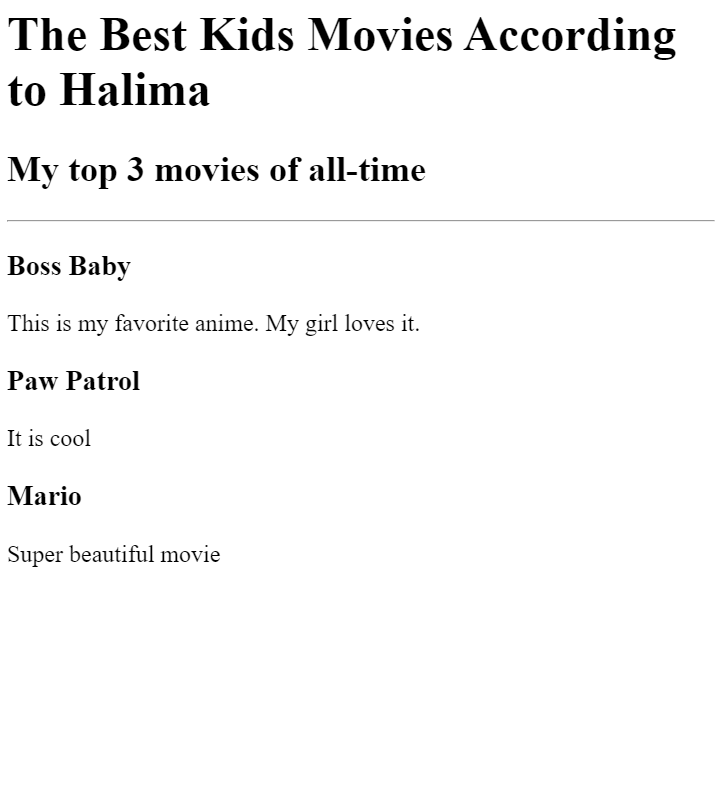 The Best Kids Movies According
to Halima
My top 3 movies of all-time
Boss Baby
This is my favorite anime. My girl loves it.
Paw Patrol
It is cool
Mario
Super beautiful movie